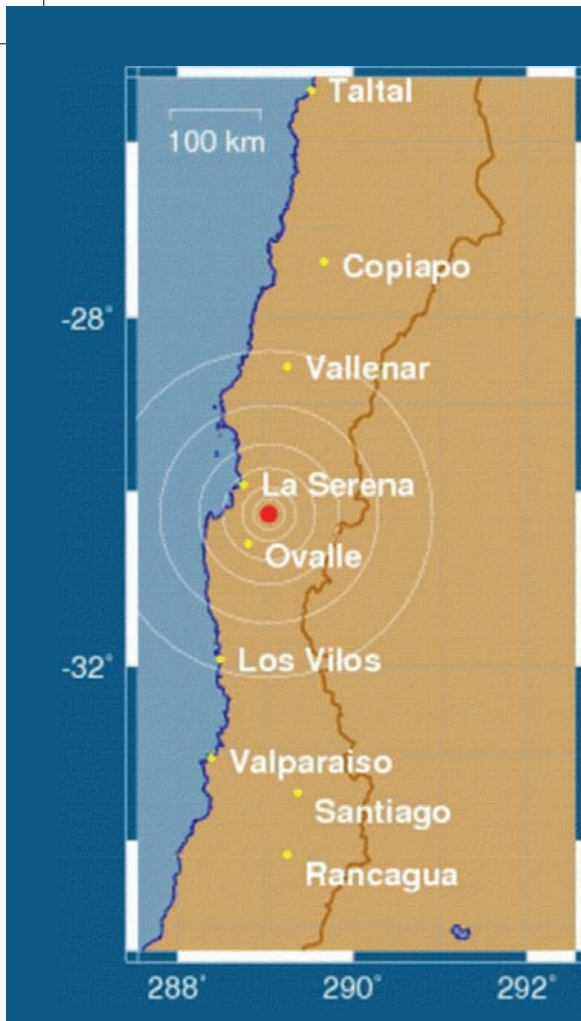 Taltal
100 km
Copiapo
-28°
Vallenar
La Serena
Ovalle
-32°
Los Vilos
Valparaiso
Santiago
Rancagua
288° 290° 292°